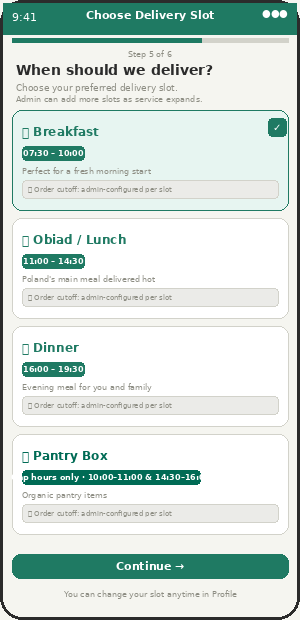 9:41
Choose Delivery Slot
Step 5 of 6
When should we deliver?
Choose your preferred delivery slot.
Admin can add more slots as service expands.
Breakfast
✓
07:30 – 10:00
Perfect for a fresh morning start
Order cutoff: admin-configured per slot
Obiad / Lunch
11:00 – 14:30
Poland's main meal delivered hot
Order cutoff: admin-configured per slot
Dinner
16:00 – 19:30
Evening meal for you and family
Order cutoff: admin-configured per slot
Pantry Box
hours only · 10:00–11:00 & 14:30–16:
Organic pantry items
Order cutoff: admin-configured per slot
Continue →
You can change your slot anytime in Profile